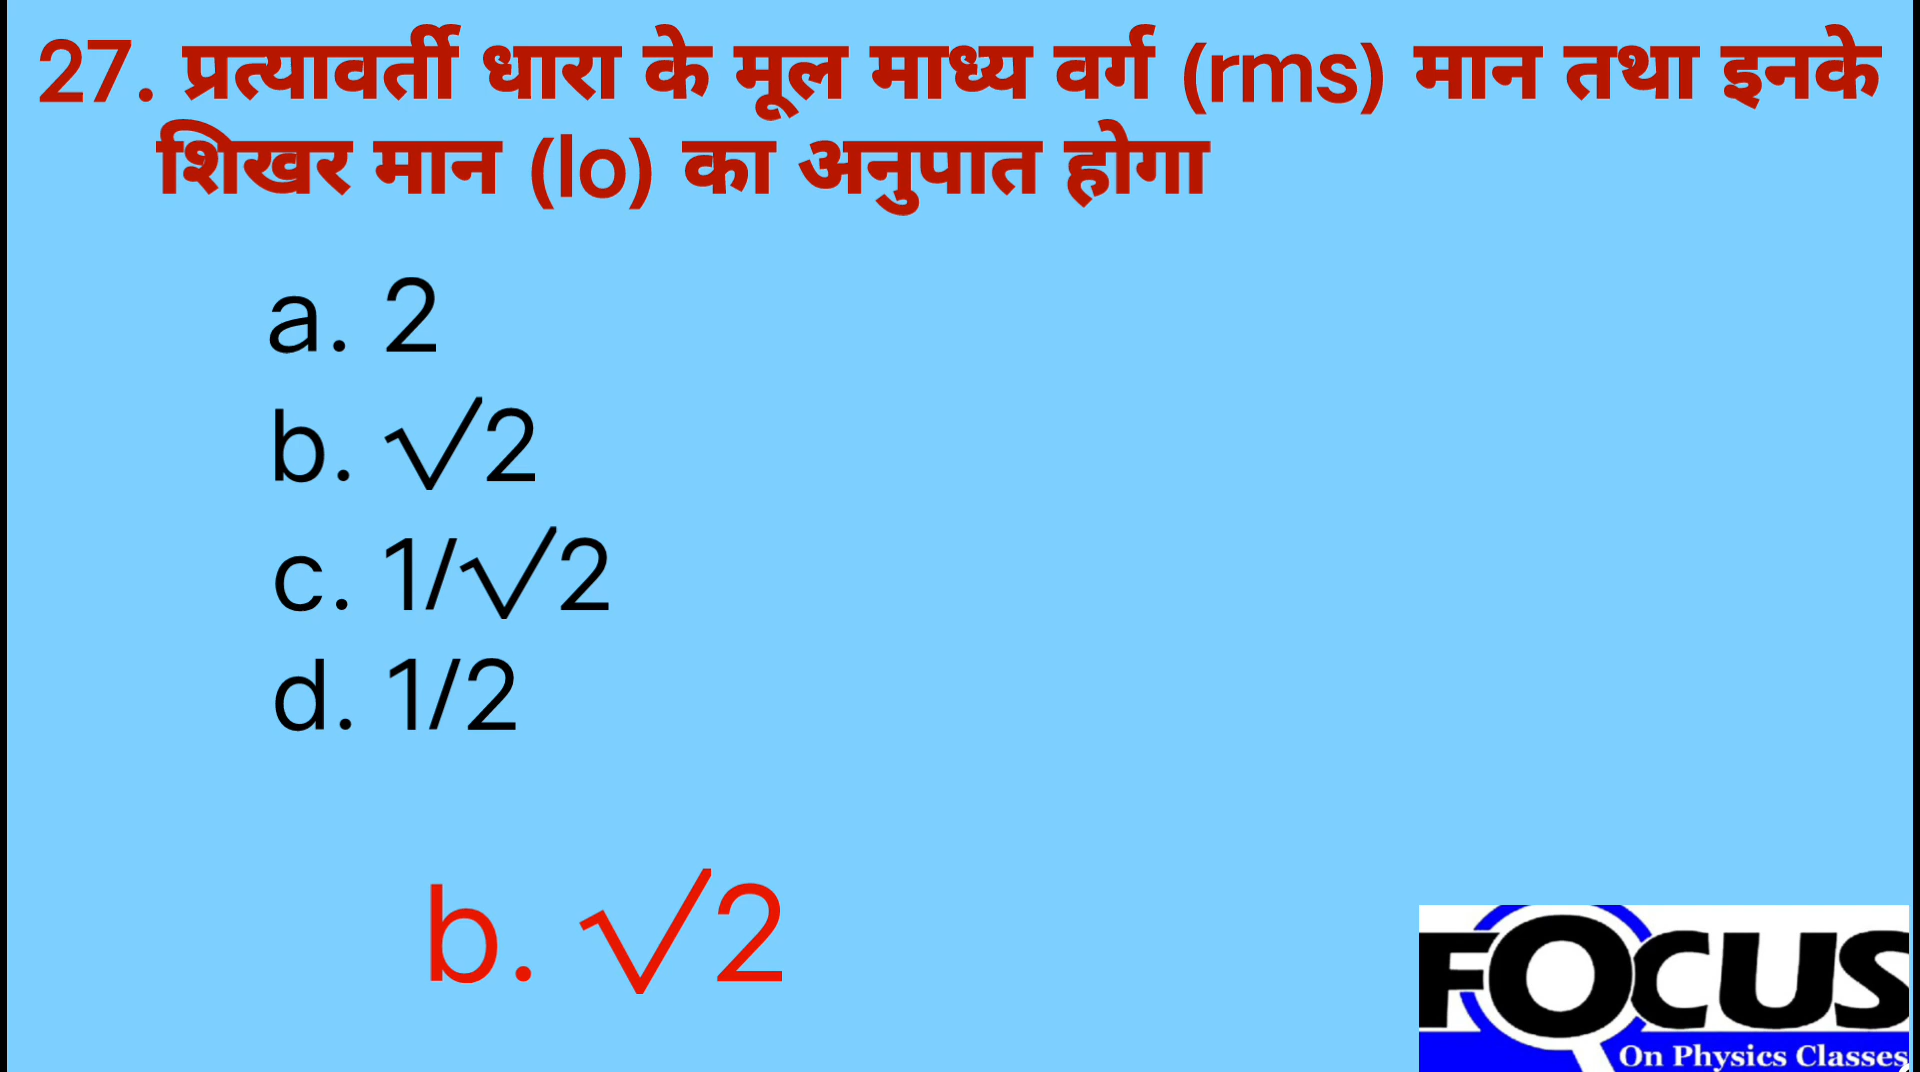 27. प्रत्यावर्ती धारा के मूल माध्य वर्ग (rms) मान तथा इनके
शिखर मान (Io) का अनुपात होगा
a. 2
b. √2
c. 1/√2
d. 1/2
b. √2
FOCUS
On Physics Classes